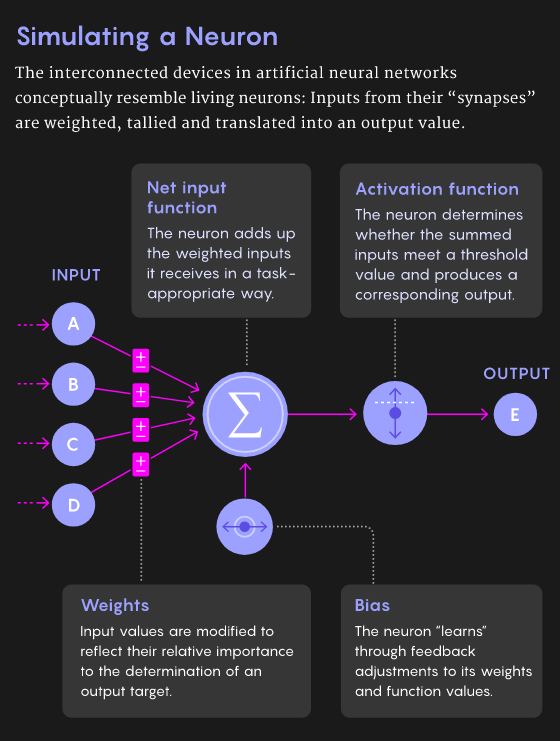 Simulating a Neuron
The interconnected devices in artificial neural networks
conceptually resemble living neurons: Inputs from their “synapses”
are weighted, tallied and translated into an output value.
Net input
function
The neuron adds up
the weighted inputs
it receives in a task-
appropriate way.
Activation function
The neuron determines
whether the summed
inputs meet a threshold
value and produces a
corresponding output.
INPUT
A
B
C
D
±
±
±
±
∑
OUTPUT
E
Weights
Input values are modified to
reflect their relative importance
to the determination of an
output target.
Bias
The neuron “learns”
through feedback
adjustments to its weights
and function values.